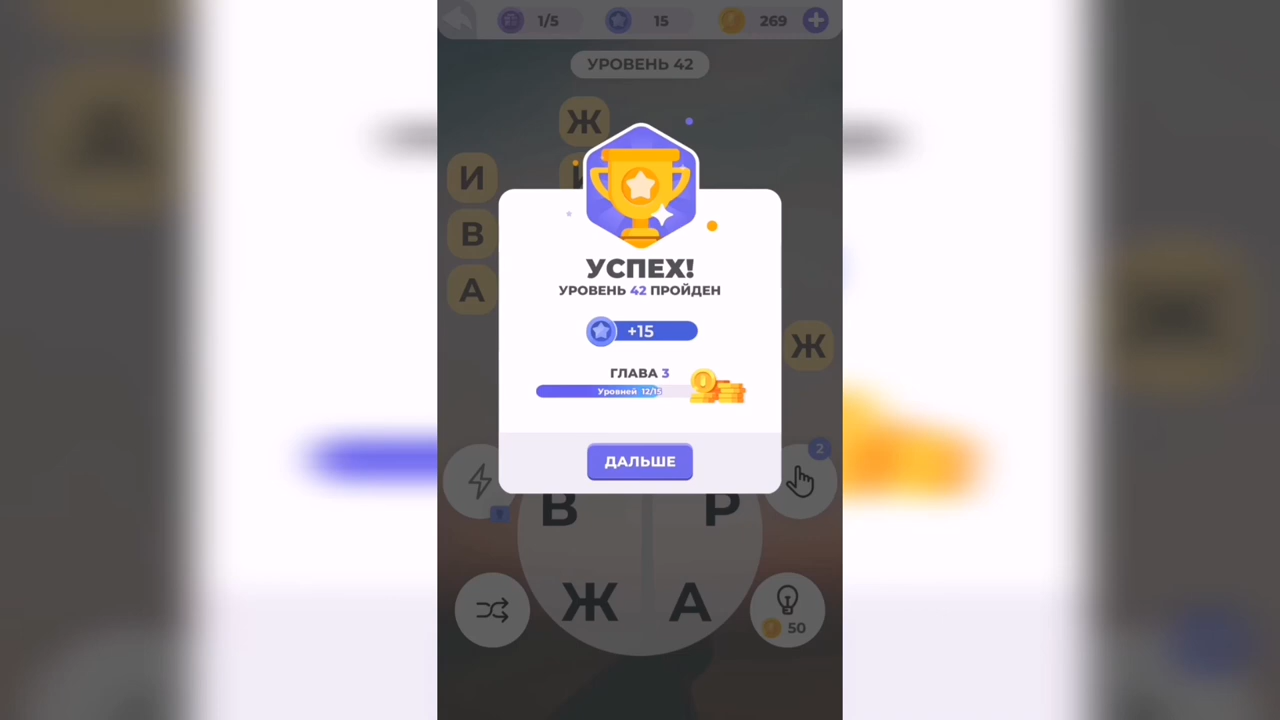 1/5 15 269
УРОВЕНЬ 42
Ж
И
В
А
Ж
УСПЕХ!
УРОВЕНЬ 42 ПРОЙДЕН
+15
ГЛАВА 3
Уровней 12/15
ДАЛЬШЕ
2
В Р
Ж А
50